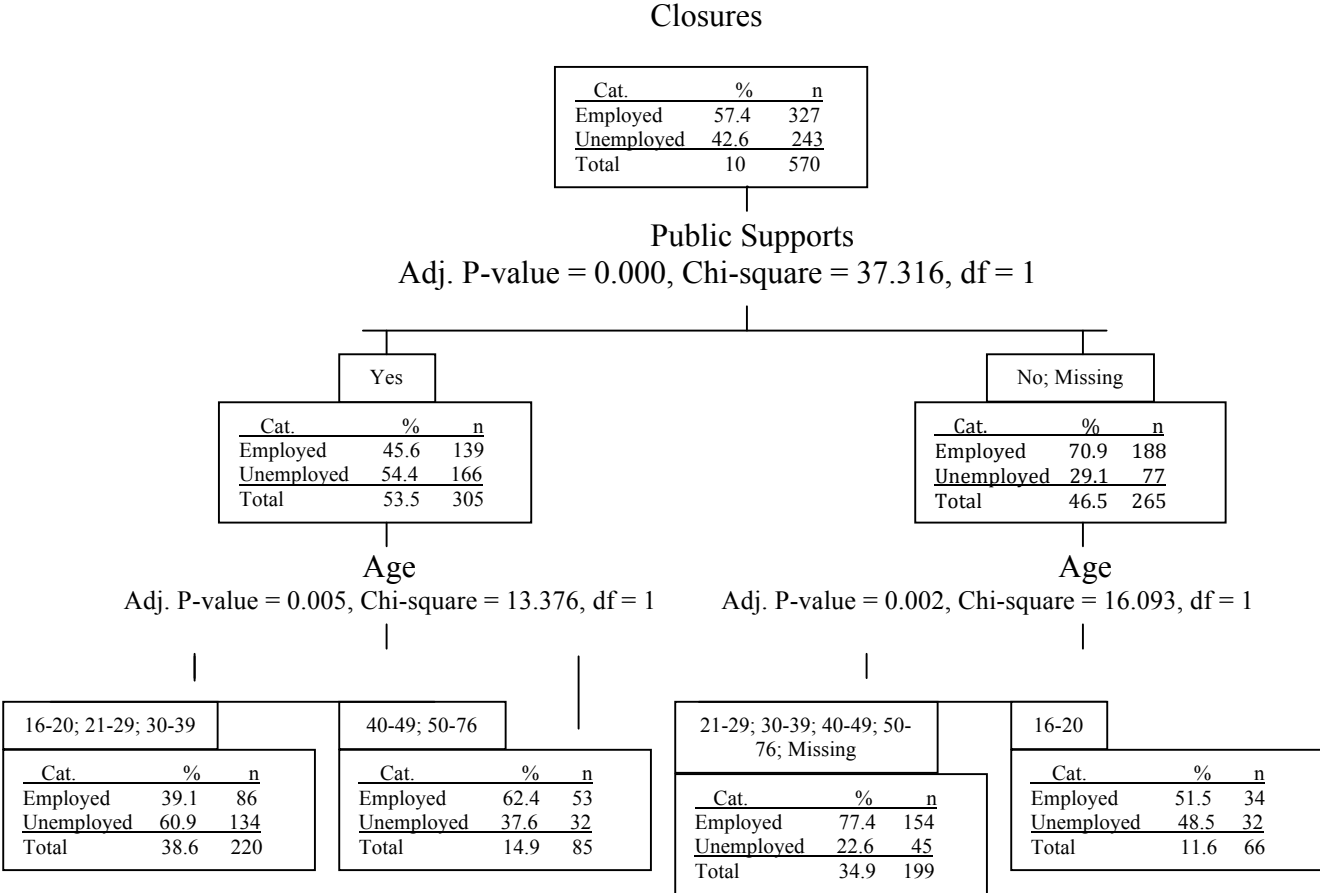 Closures
Cat. % n
Employed 57.4 327
Unemployed 42.6 243
Total 10 570
Public Supports
Adj. P-value = 0.000, Chi-square = 37.316, df = 1
Yes
Cat. % n
Employed 45.6 139
Unemployed 54.4 166
Total 53.5 305
No; Missing
Cat. % n
Employed 70.9 188
Unemployed 29.1 77
Total 46.5 265
Age
Adj. P-value = 0.005, Chi-square = 13.376, df = 1
Age
Adj. P-value = 0.002, Chi-square = 16.093, df = 1
16-20; 21-29; 30-39
Cat. % n
Employed 39.1 86
Unemployed 60.9 134
Total 38.6 220
40-49; 50-76
Cat. % n
Employed 62.4 53
Unemployed 37.6 32
Total 14.9 85
21-29; 30-39; 40-49; 50-
76; Missing
Cat. % n
Employed 77.4 154
Unemployed 22.6 45
Total 34.9 199
16-20
Cat. % n
Employed 51.5 34
Unemployed 48.5 32
Total 11.6 66